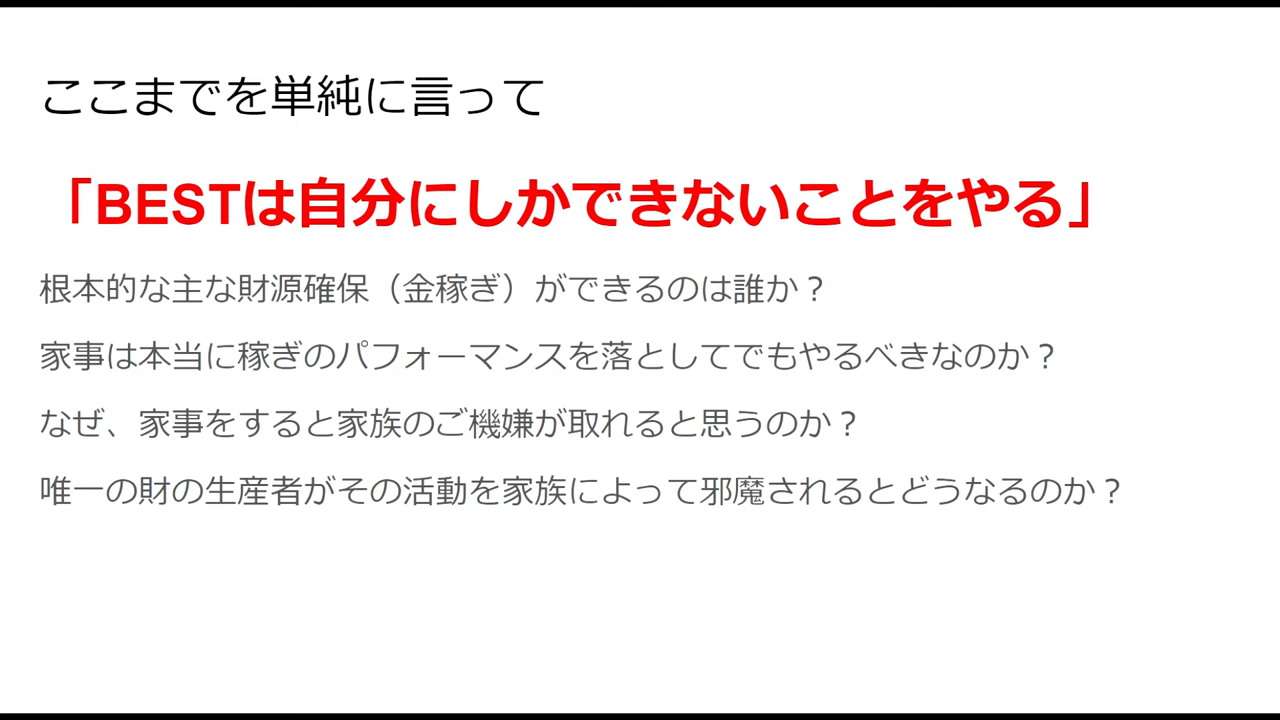 ここまでを単純に言って
「BESTは自分にしかできないことをやる」
根本的な主な財源確保（金稼ぎ）ができるのは誰か？
家事は本当に稼ぎのパフォーマンスを落としてでもやるべきなのか？
なぜ、家事をすると家族のご機嫌が取れると思うのか？
唯一の財の生産者がその活動を家族によって邪魔されるとどうなるのか？